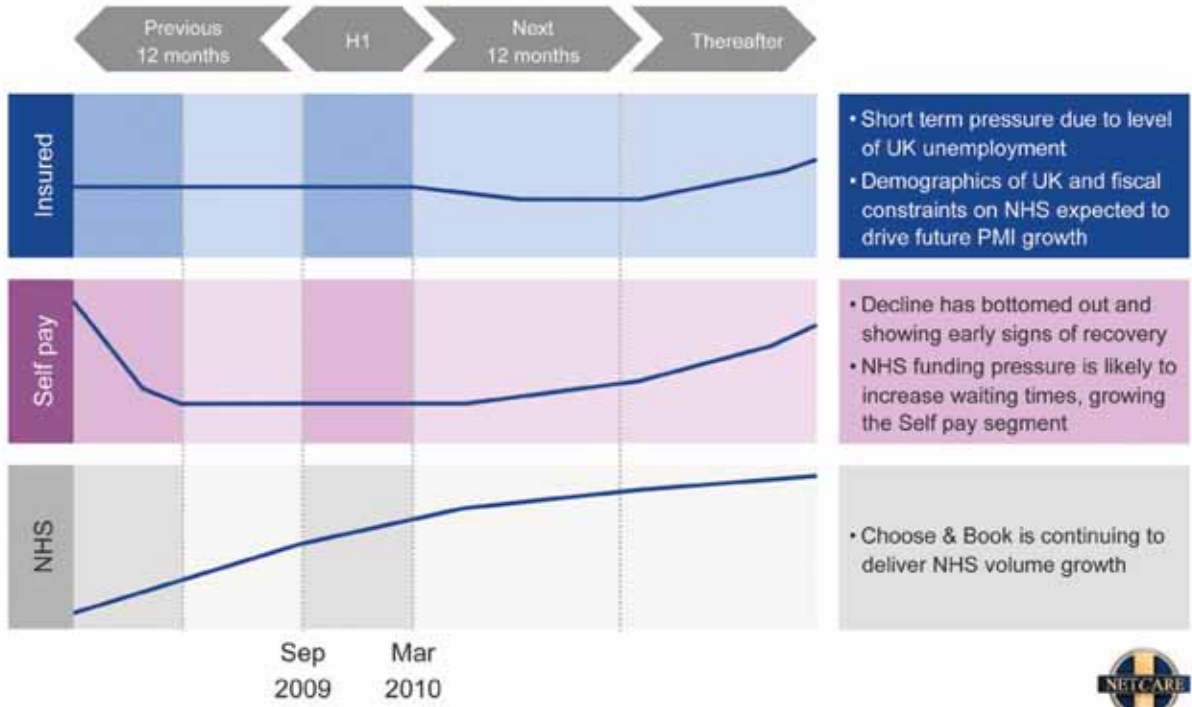 Previous
12 months
H1
Next
12 months
Thereafter
Insured
• Short term pressure due to level
of UK unemployment
• Demographics of UK and fiscal
constraints on NHS expected to
drive future PMI growth
Self pay
• Decline has bottomed out and
showing early signs of recovery
• NHS funding pressure is likely to
increase waiting times, growing
the Self pay segment
NHS
• Choose & Book is continuing to
deliver NHS volume growth
Sep
2009
Mar
2010
NETCARE